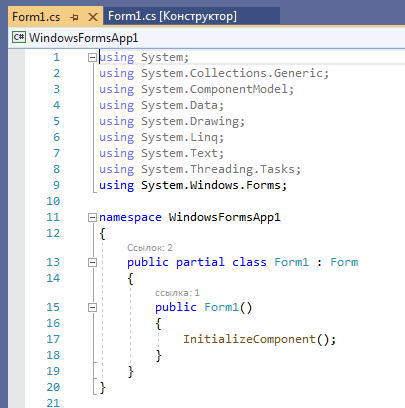 Form1.cs Form1.cs [Конструктор]
C# WindowsFormsApp1
1 using System;
2 using System.Collections.Generic;
3 using System.ComponentModel;
4 using System.Data;
5 using System.Drawing;
6 using System.Linq;
7 using System.Text;
8 using System.Threading.Tasks;
9 using System.Windows.Forms;
10
11 namespace WindowsFormsApp1
12 {
Ссылок: 2
13 public partial class Form1 : Form
14 {
ссылка: 1
15 public Form1()
16 {
17 InitializeComponent();
18 }
19 }
20 }
21